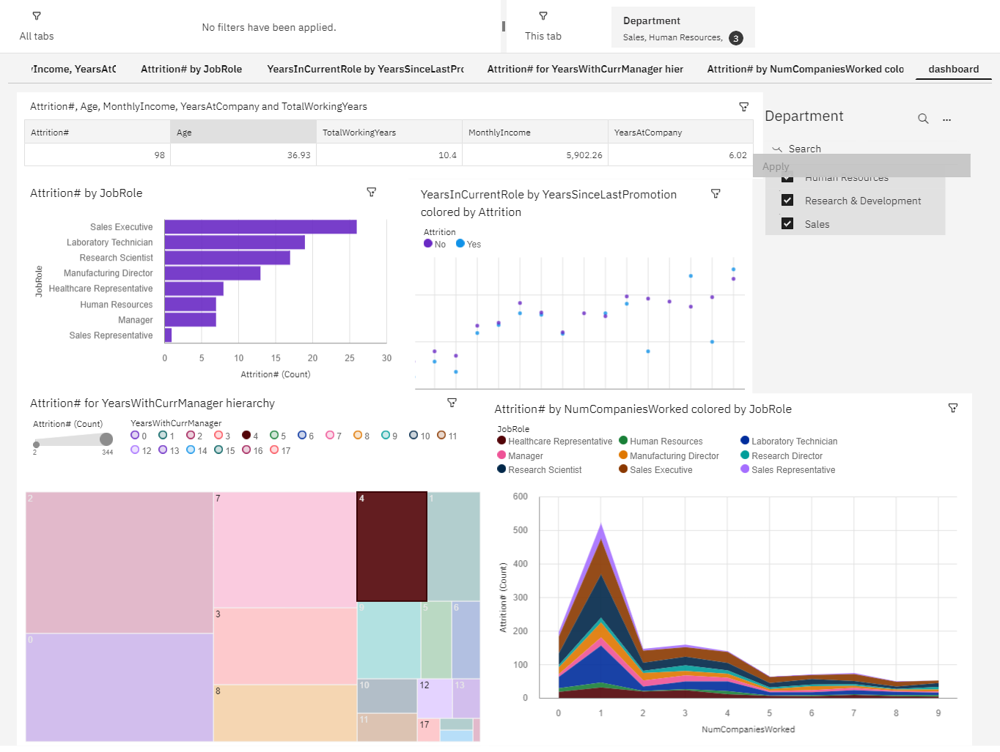 All tabs
No filters have been applied.
This tab
Department
Sales, Human Resources,
3
Income, YearsAtC
Attrition# by JobRole
YearsInCurrentRole by YearsSinceLastPr
Attrition# for YearsWithCurrManager hier
Attrition# by NumCompaniesWorked colo
dashboard
Attrition#, Age, MonthlyIncome, YearsAtCompany and TotalWorkingYears
Attrition# Age TotalWorkingYears MonthlyIncome YearsAtCompany
98 36.93 10.4 5,902.26 6.02
Department
...
Search
Apply
Human Resources
Research & Development
Sales
Attrition# by JobRole
JobRole
Sales Executive
Laboratory Technician
Research Scientist
Manufacturing Director
Healthcare Representative
Human Resources
Manager
Sales Representative
0 5 10 15 20 25 30
Attrition# (Count)
YearsInCurrentRole by YearsSinceLastPromotion
colored by Attrition
Attrition
No Yes
Attrition# for YearsWithCurrManager hierarchy
Attrition# (Count)
2 344
YearsWithCurrManager
0 1 2 3 4 5 6 7 8 9 10 11
12 13 14 15 16 17
2
7
4
1
0
3
9
5
6
8
10
12
13
11
17
Attrition# by NumCompaniesWorked colored by JobRole
JobRole
Healthcare Representative Human Resources Laboratory Technician
Manager Manufacturing Director Research Director
Research Scientist Sales Executive Sales Representative
Attrition# (Count)
600
500
400
300
200
100
0
0 1 2 3 4 5 6 7 8 9
NumCompaniesWorked